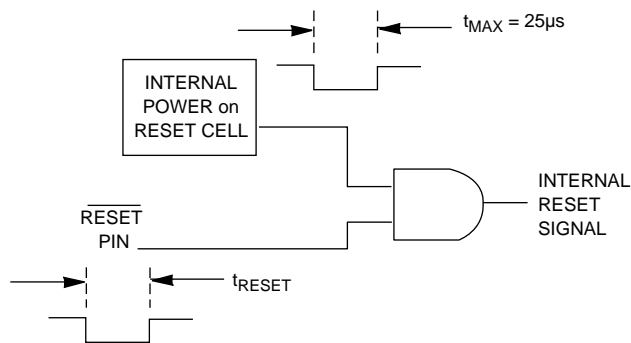 tMAX = 25µs
INTERNAL
POWER on
RESET CELL
INTERNAL
RESET
SIGNAL
RESET
PIN
tRESET